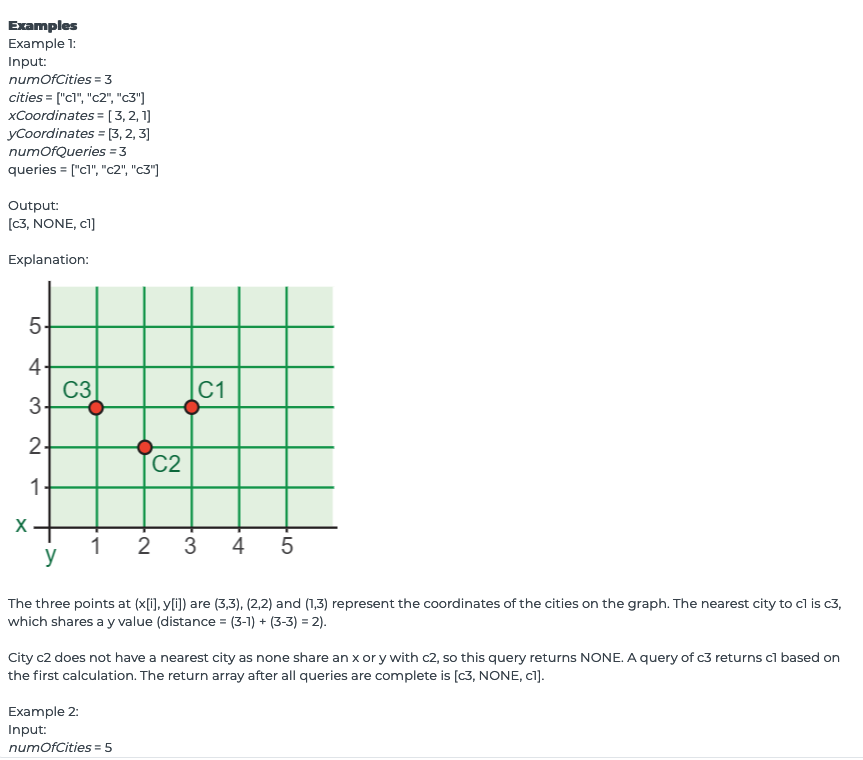 Examples
Example 1:
Input:
numOfCities = 3
cities = ["c1", "c2", "c3"]
xCoordinates = [ 3, 2, 1]
yCoordinates = [3, 2, 3]
numOfQueries = 3
queries = ["c1", "c2", "c3"]
Output:
[c3, NONE, c1]
Explanation:
5
4
C3 C1
3
2
C2
1
x
y 1 2 3 4 5
The three points at (x[i], y[i]) are (3,3), (2,2) and (1,3) represent the coordinates of the cities on the graph. The nearest city to c1 is c3,
which shares a y value (distance = (3-1) + (3-3) = 2).
City c2 does not have a nearest city as none share an x or y with c2, so this query returns NONE. A query of c3 returns c1 based on
the first calculation. The return array after all queries are complete is [c3, NONE, c1].
Example 2:
Input:
numOfCities = 5